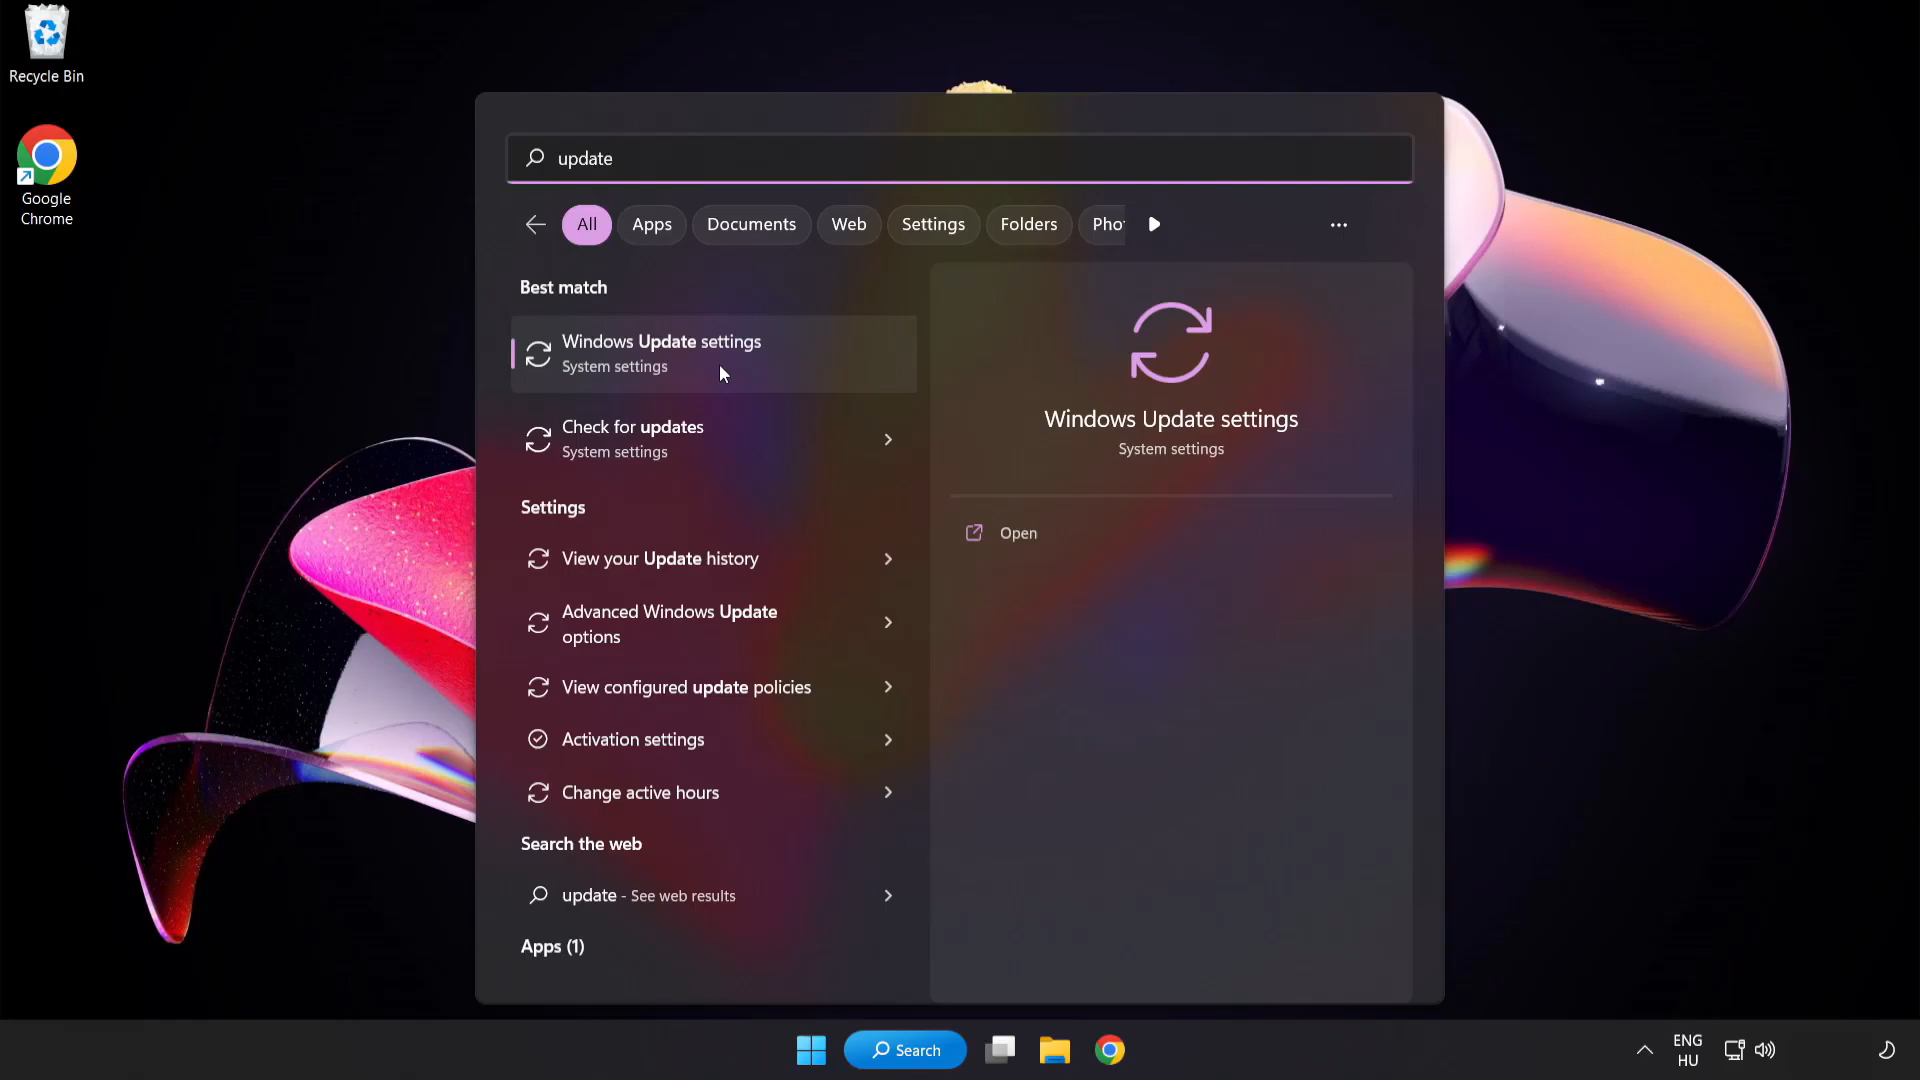 Recycle Bin
Google
Chrome
update
All
Apps
Documents
Web
Settings
Folders
Pho
Best match
Windows Update settings
System settings
Check for updates
System settings
Settings
View your Update history
Advanced Windows Update
options
View configured update policies
Activation settings
Change active hours
Search the web
update - See web results
Apps (1)
Windows Update settings
System settings
Open
Search
ENG
HU